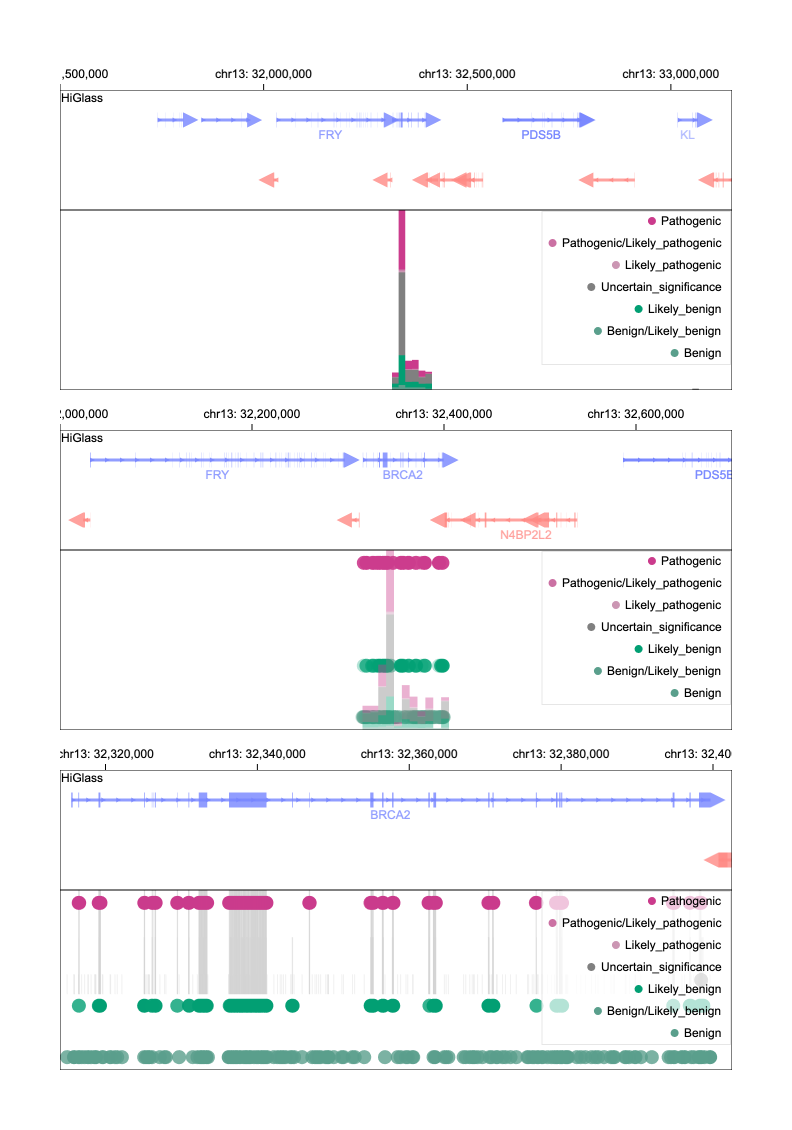 ,500,000 chr13: 32,000,000 chr13: 32,500,000 chr13: 33,000,000
HiGlass
FRY PDS5B KL
Pathogenic
Pathogenic/Likely_pathogenic
Likely_pathogenic
Uncertain_significance
Likely_benign
Benign/Likely_benign
Benign
:,000,000 chr13: 32,200,000 chr13: 32,400,000 chr13: 32,600,000
HiGlass
FRY BRCA2 PDS5B
N4BP2L2
Pathogenic
Pathogenic/Likely_pathogenic
Likely_pathogenic
Uncertain_significance
Likely_benign
Benign/Likely_benign
Benign
chr13: 32,320,000 chr13: 32,340,000 chr13: 32,360,000 chr13: 32,380,000 chr13: 32,40
HiGlass
BRCA2
Pathogenic
Pathogenic/Likely_pathogenic
Likely_pathogenic
Uncertain_significance
Likely_benign
Benign/Likely_benign
Benign